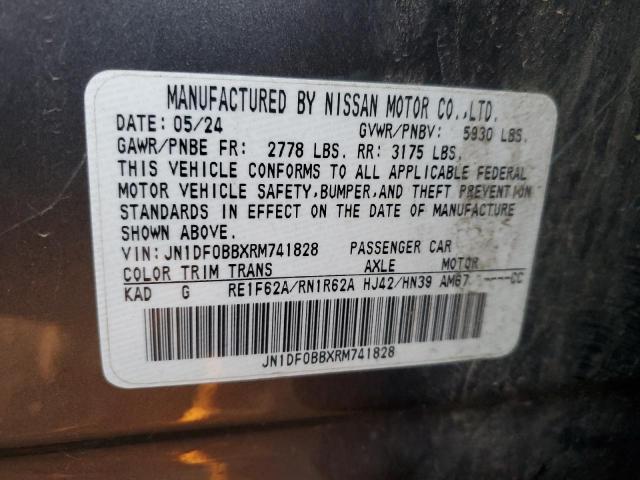 MANUFACTURED BY NISSAN MOTOR CO.,LTD.
DATE: 05/24 GVWR/PNBV: 5930 LBS.
GAWR/PNBE FR: 2778 LBS. RR: 3175 LBS.
THIS VEHICLE CONFORMS TO ALL APPLICABLE FEDERAL
MOTOR VEHICLE SAFETY,BUMPER,AND THEFT PREVENTION
STANDARDS IN EFFECT ON THE DATE OF MANUFACTURE
SHOWN ABOVE.
VIN: JN1DF0BBXRM741828 PASSENGER CAR
COLOR TRIM TRANS AXLE MOTOR
KAD G RE1F62A/RN1R62A HJ42/HN39 AM67 ----CC
JN1DF0BBXRM741828